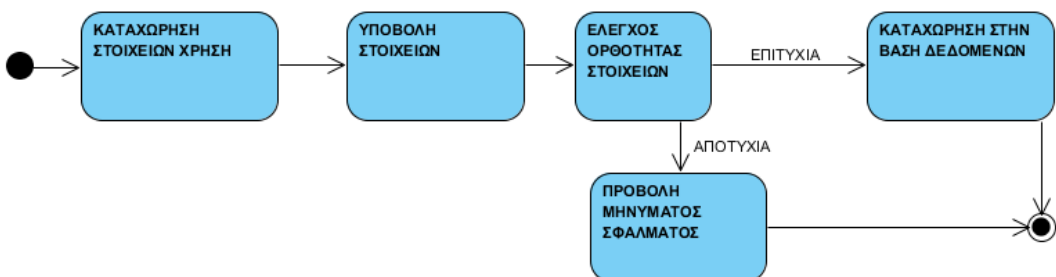 ΚΑΤΑΧΩΡΗΣΗ
ΣΤΟΙΧΕΙΩΝ ΧΡΗΣΗ
ΥΠΟΒΟΛΗ
ΣΤΟΙΧΕΙΩΝ
ΕΛΕΓΧΟΣ
ΟΡΘΟΤΗΤΑΣ
ΣΤΟΙΧΕΙΩΝ
ΕΠΙΤΥΧΙΑ
ΚΑΤΑΧΩΡΗΣΗ ΣΤΗΝ
ΒΑΣΗ ΔΕΔΟΜΕΝΩΝ
ΑΠΟΤΥΧΙΑ
ΠΡΟΒΟΛΗ
ΜΗΝΥΜΑΤΟΣ
ΣΦΑΛΜΑΤΟΣ